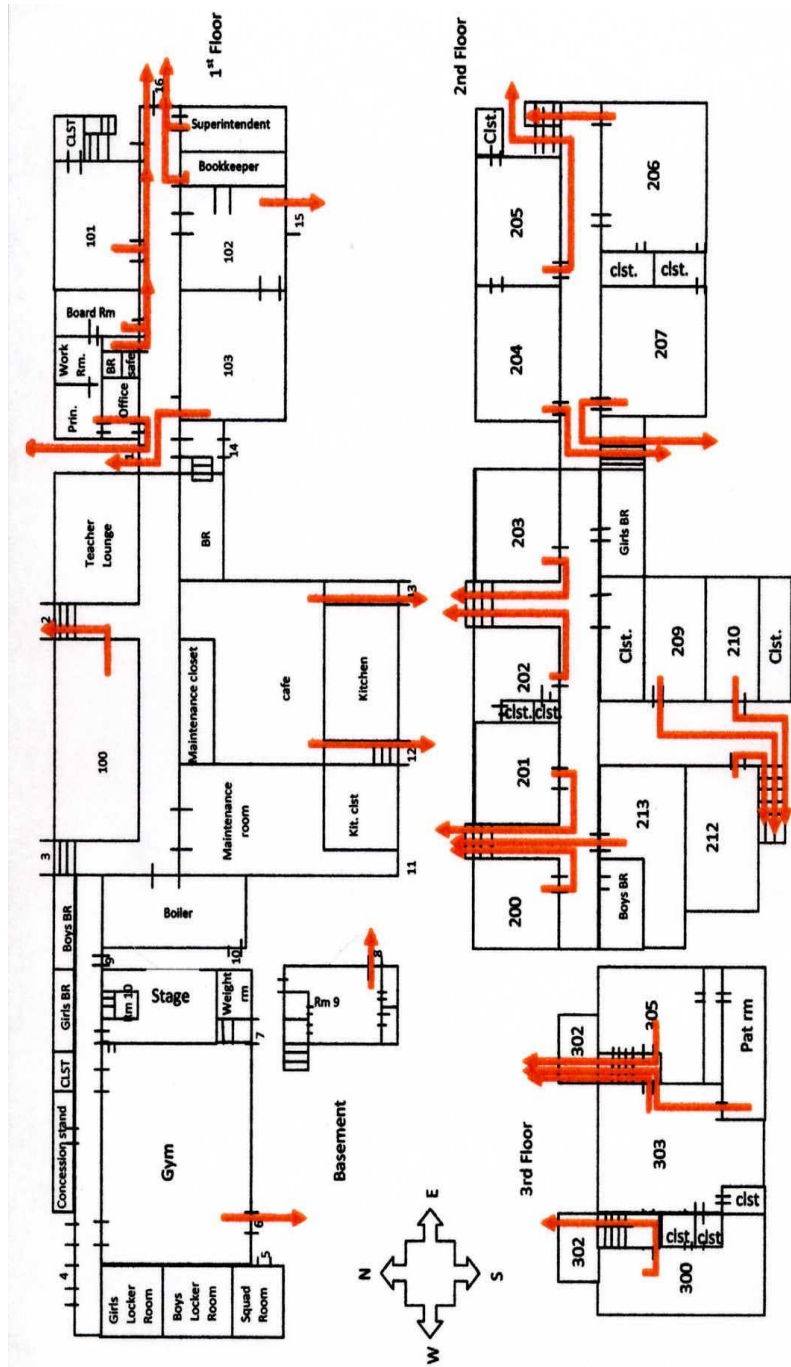 1st Floor
CLST
16
Superintendent
Bookkeeper
101
102
15
Board Rm
Work
Rm.
BR
safe
Prin.
Office
103
1
14
Teacher
Lounge
BR
2
13
100
Maintenance closet
cafe
Kitchen
12
Maintenance
room
Kit. clst
3
11
Boys BR
Boiler
9
10
Girls BR
Rm 10
Stage
Weight
rm
7
CLST
Concession stand
Gym
6
4
5
Girls
Locker
Room
Boys
Locker
Room
Squad
Room
8
Rm 9
Basement
N
E
S
W
2nd Floor
Clst.
205
206
clst.
clst.
204
207
203
Girls BR
202
clst.
clst.
Clst.
209
210
Clst.
201
213
212
200
Boys BR
3rd Floor
302
305
Pat rm
303
302
clst
clst.
clst
300